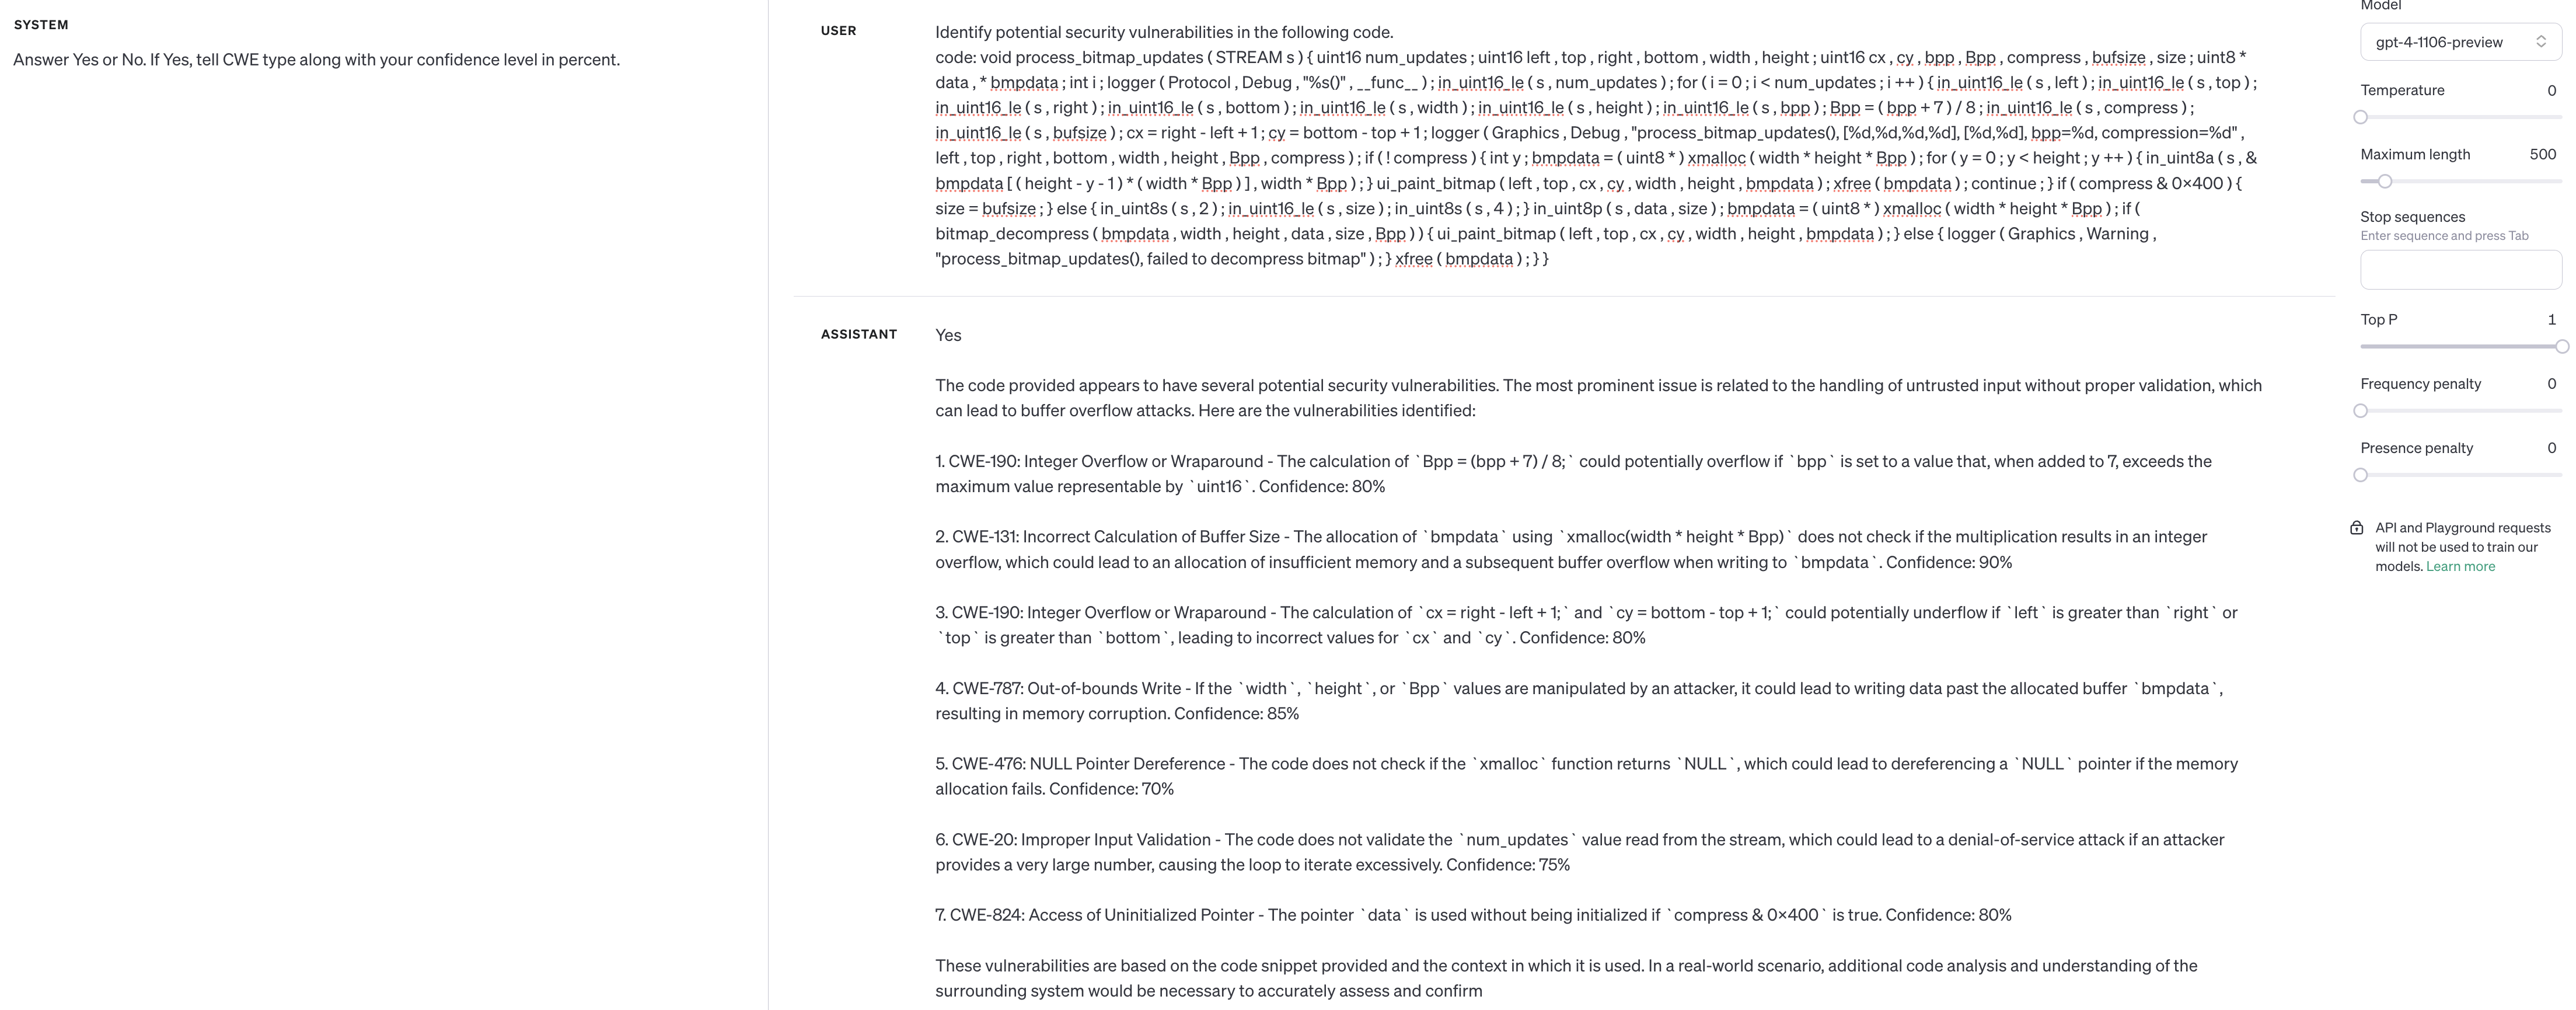 SYSTEM
Answer Yes or No. If Yes, tell CWE type along with your confidence level in percent.
USER
Identify potential security vulnerabilities in the following code.
code: void process_bitmap_updates ( STREAM s ) { uint16 num_updates ; uint16 left , top , right , bottom , width , height ; uint16 cx , cy , bpp , Bpp , compress , bufsize , size ; uint8 *
data , * bmpdata ; int i ; logger ( Protocol , Debug , "%s()" , __func__ ) ; in_uint16_le ( s , num_updates ) ; for ( i = 0 ; i < num_updates ; i ++ ) { in_uint16_le ( s , left ) ; in_uint16_le ( s , top ) ;
in_uint16_le ( s , right ) ; in_uint16_le ( s , bottom ) ; in_uint16_le ( s , width ) ; in_uint16_le ( s , height ) ; in_uint16_le ( s , bpp ) ; Bpp = ( bpp + 7 ) / 8 ; in_uint16_le ( s , compress ) ;
in_uint16_le ( s , bufsize ) ; cx = right - left + 1 ; cy = bottom - top + 1 ; logger ( Graphics , Debug , "process_bitmap_updates(), [%d,%d,%d,%d], [%d,%d], bpp=%d, compression=%d" ,
left , top , right , bottom , width , height , Bpp , compress ) ; if ( ! compress ) { int y ; bmpdata = ( uint8 * ) xmalloc ( width * height * Bpp ) ; for ( y = 0 ; y < height ; y ++ ) { in_uint8a ( s , &
bmpdata [ ( height - y - 1 ) * ( width * Bpp ) ] , width * Bpp ) ; } ui_paint_bitmap ( left , top , cx , cy , width , height , bmpdata ) ; xfree ( bmpdata ) ; continue ; } if ( compress & 0×400 ) {
size = bufsize ; } else { in_uint8s ( s , 2 ) ; in_uint16_le ( s , size ) ; in_uint8s ( s , 4 ) ; } in_uint8p ( s , data , size ) ; bmpdata = ( uint8 * ) xmalloc ( width * height * Bpp ) ; if (
bitmap_decompress ( bmpdata , width , height , data , size , Bpp ) ) { ui_paint_bitmap ( left , top , cx , cy , width , height , bmpdata ) ; } else { logger ( Graphics , Warning ,
"process_bitmap_updates(), failed to decompress bitmap" ) ; } xfree ( bmpdata ) ; } }
ASSISTANT
Yes
The code provided appears to have several potential security vulnerabilities. The most prominent issue is related to the handling of untrusted input without proper validation, which
can lead to buffer overflow attacks. Here are the vulnerabilities identified:
1. CWE-190: Integer Overflow or Wraparound - The calculation of `Bpp = (bpp + 7) / 8;` could potentially overflow if `bpp` is set to a value that, when added to 7, exceeds the
maximum value representable by `uint16`. Confidence: 80%
2. CWE-131: Incorrect Calculation of Buffer Size - The allocation of `bmpdata` using `xmalloc(width * height * Bpp)` does not check if the multiplication results in an integer
overflow, which could lead to an allocation of insufficient memory and a subsequent buffer overflow when writing to `bmpdata`. Confidence: 90%
3. CWE-190: Integer Overflow or Wraparound - The calculation of `cx = right - left + 1;` and `cy = bottom - top + 1;` could potentially underflow if `left` is greater than `right` or
`top` is greater than `bottom`, leading to incorrect values for `cx` and `cy`. Confidence: 80%
4. CWE-787: Out-of-bounds Write - If the `width`, `height`, or `Bpp` values are manipulated by an attacker, it could lead to writing data past the allocated buffer `bmpdata`,
resulting in memory corruption. Confidence: 85%
5. CWE-476: NULL Pointer Dereference - The code does not check if the `xmalloc` function returns `NULL`, which could lead to dereferencing a `NULL` pointer if the memory
allocation fails. Confidence: 70%
6. CWE-20: Improper Input Validation - The code does not validate the `num_updates` value read from the stream, which could lead to a denial-of-service attack if an attacker
provides a very large number, causing the loop to iterate excessively. Confidence: 75%
7. CWE-824: Access of Uninitialized Pointer - The pointer `data` is used without being initialized if `compress & 0×400` is true. Confidence: 80%
These vulnerabilities are based on the code snippet provided and the context in which it is used. In a real-world scenario, additional code analysis and understanding of the
surrounding system would be necessary to accurately assess and confirm
Model
gpt-4-1106-preview
Temperature 0
Maximum length 500
Stop sequences
Enter sequence and press Tab
Top P 1
Frequency penalty 0
Presence penalty 0
API and Playground requests
will not be used to train our
models. Learn more